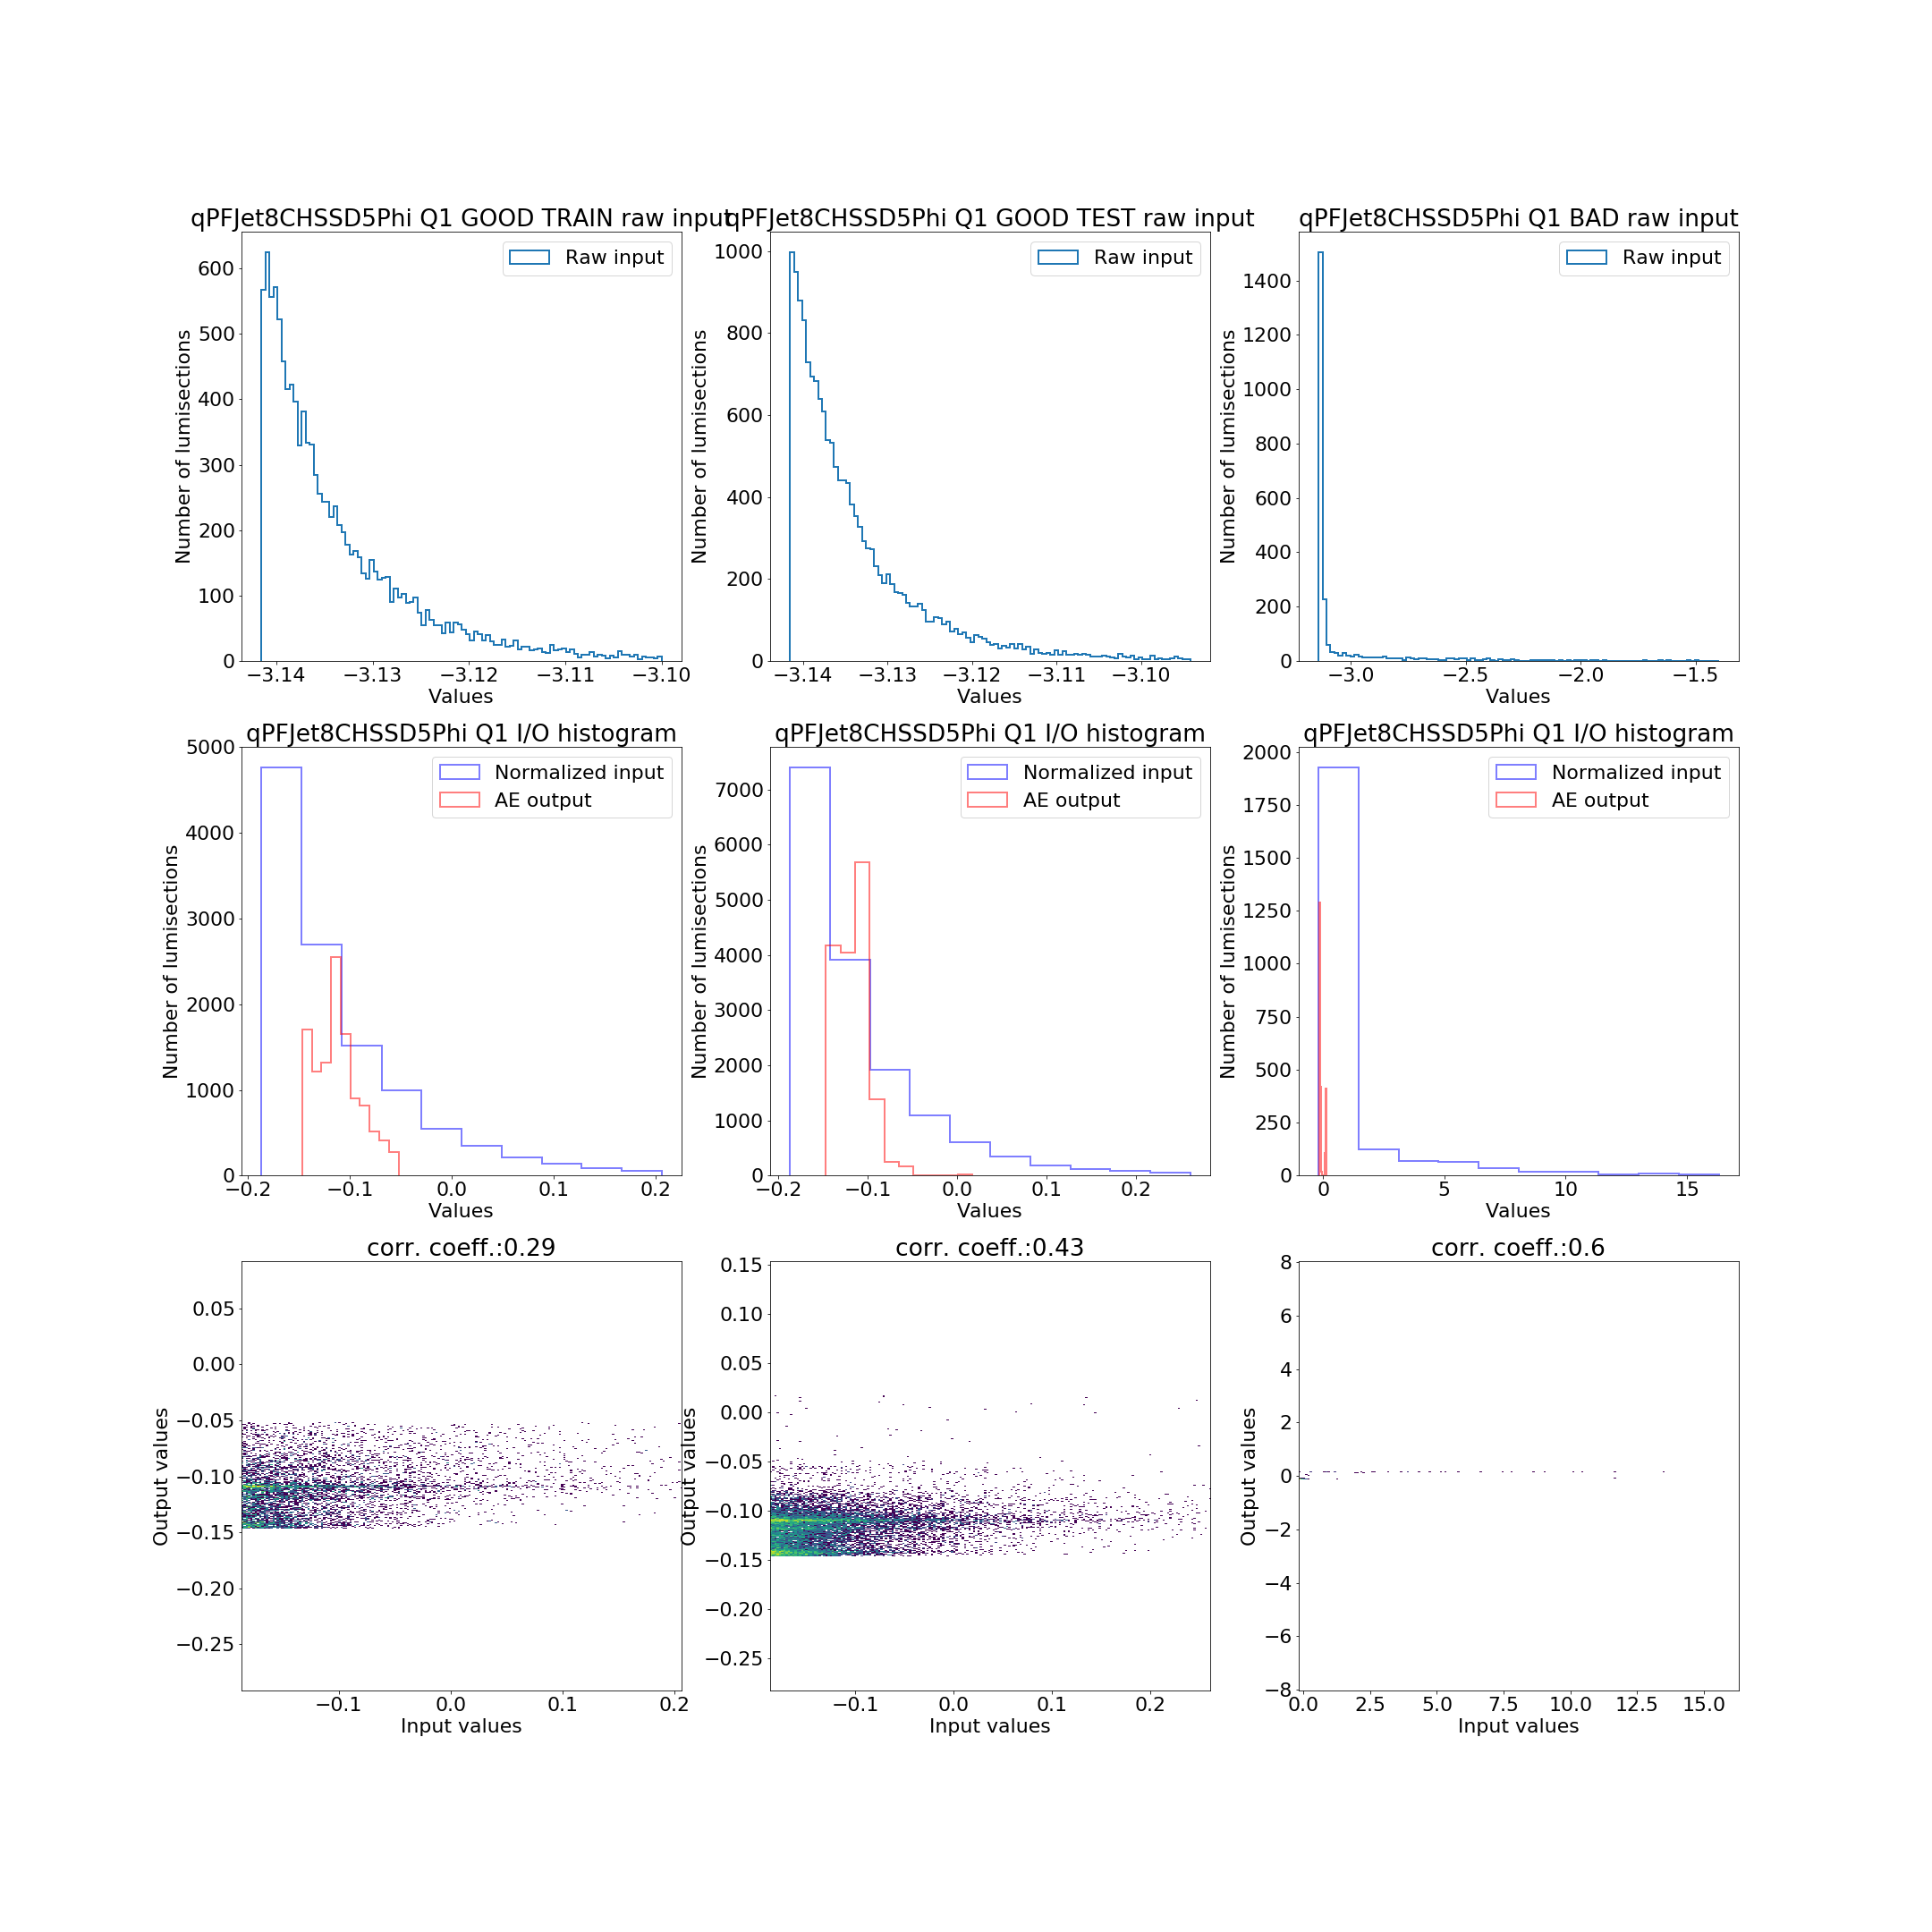 qPFJet8CHSSD5Phi Q1 GOOD TRAIN raw input
Number of lumisections
600
500
400
300
200
100
0
Raw input
−3.14 −3.13 −3.12 −3.11 −3.10
Values
qPFJet8CHSSD5Phi Q1 GOOD TEST raw input
Number of lumisections
1000
800
600
400
200
0
Raw input
−3.14 −3.13 −3.12 −3.11 −3.10
Values
qPFJet8CHSSD5Phi Q1 BAD raw input
Number of lumisections
1400
1200
1000
800
600
400
200
0
Raw input
−3.0 −2.5 −2.0 −1.5
Values
qPFJet8CHSSD5Phi Q1 I/O histogram
Number of lumisections
5000
4000
3000
2000
1000
0
Normalized input
AE output
−0.2 −0.1 0.0 0.1 0.2
Values
qPFJet8CHSSD5Phi Q1 I/O histogram
Number of lumisections
7000
6000
5000
4000
3000
2000
1000
0
Normalized input
AE output
−0.2 −0.1 0.0 0.1 0.2
Values
qPFJet8CHSSD5Phi Q1 I/O histogram
Number of lumisections
2000
1750
1500
1250
1000
750
500
250
0
Normalized input
AE output
0 5 10 15
Values
corr. coeff.:0.29
Output values
0.05
0.00
−0.05
−0.10
−0.15
−0.20
−0.25
−0.1 0.0 0.1 0.2
Input values
corr. coeff.:0.43
Output values
0.15
0.10
0.05
0.00
−0.05
−0.10
−0.15
−0.20
−0.25
−0.1 0.0 0.1 0.2
Input values
corr. coeff.:0.6
Output values
8
6
4
2
0
−2
−4
−6
−8
0.0 2.5 5.0 7.5 10.0 12.5 15.0
Input values